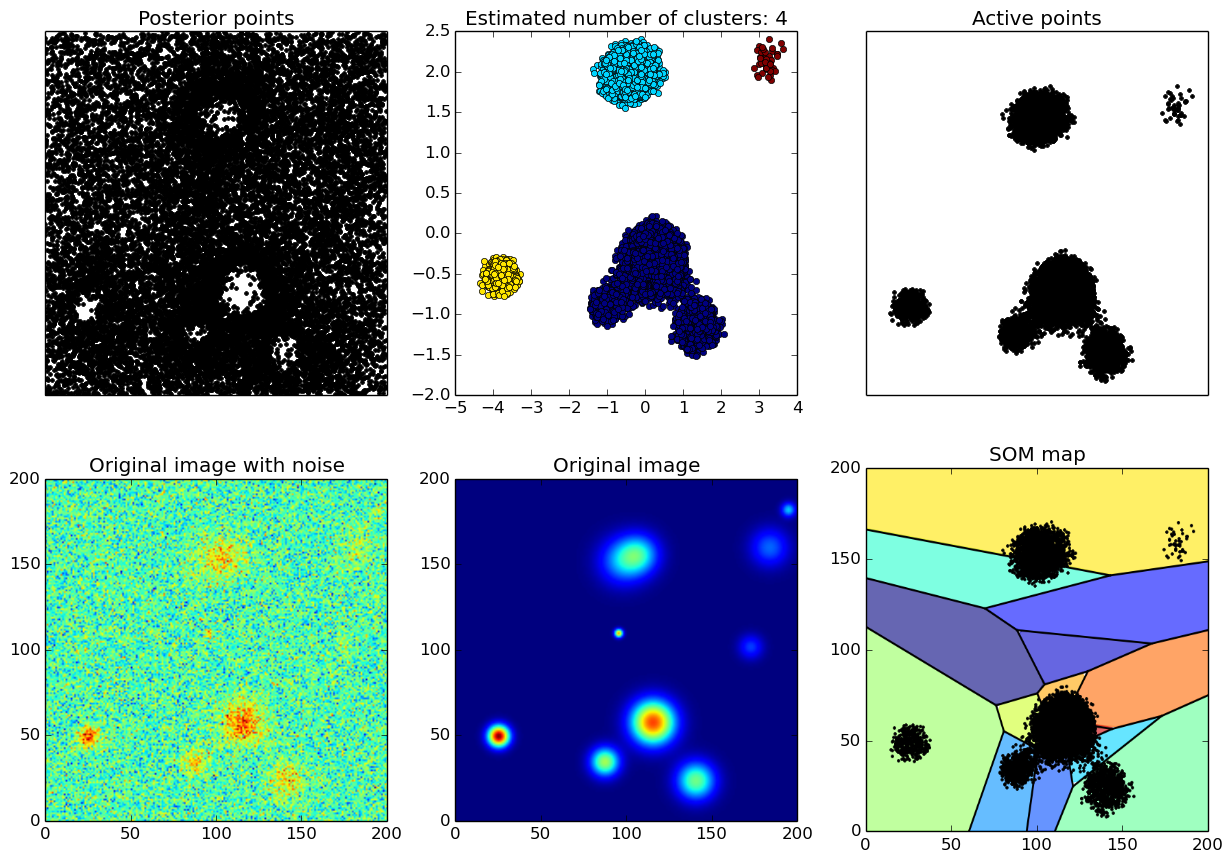 Posterior points
Estimated number of clusters: 4
Active points
2.5
2.0
1.5
1.0
0.5
0.0
−0.5
−1.0
−1.5
−2.0
−5 −4 −3 −2 −1 0 1 2 3 4
Original image with noise
200
150
100
50
0
0 50 100 150 200
Original image
200
150
100
50
0
0 50 100 150 200
SOM map
200
150
100
50
0
0 50 100 150 200